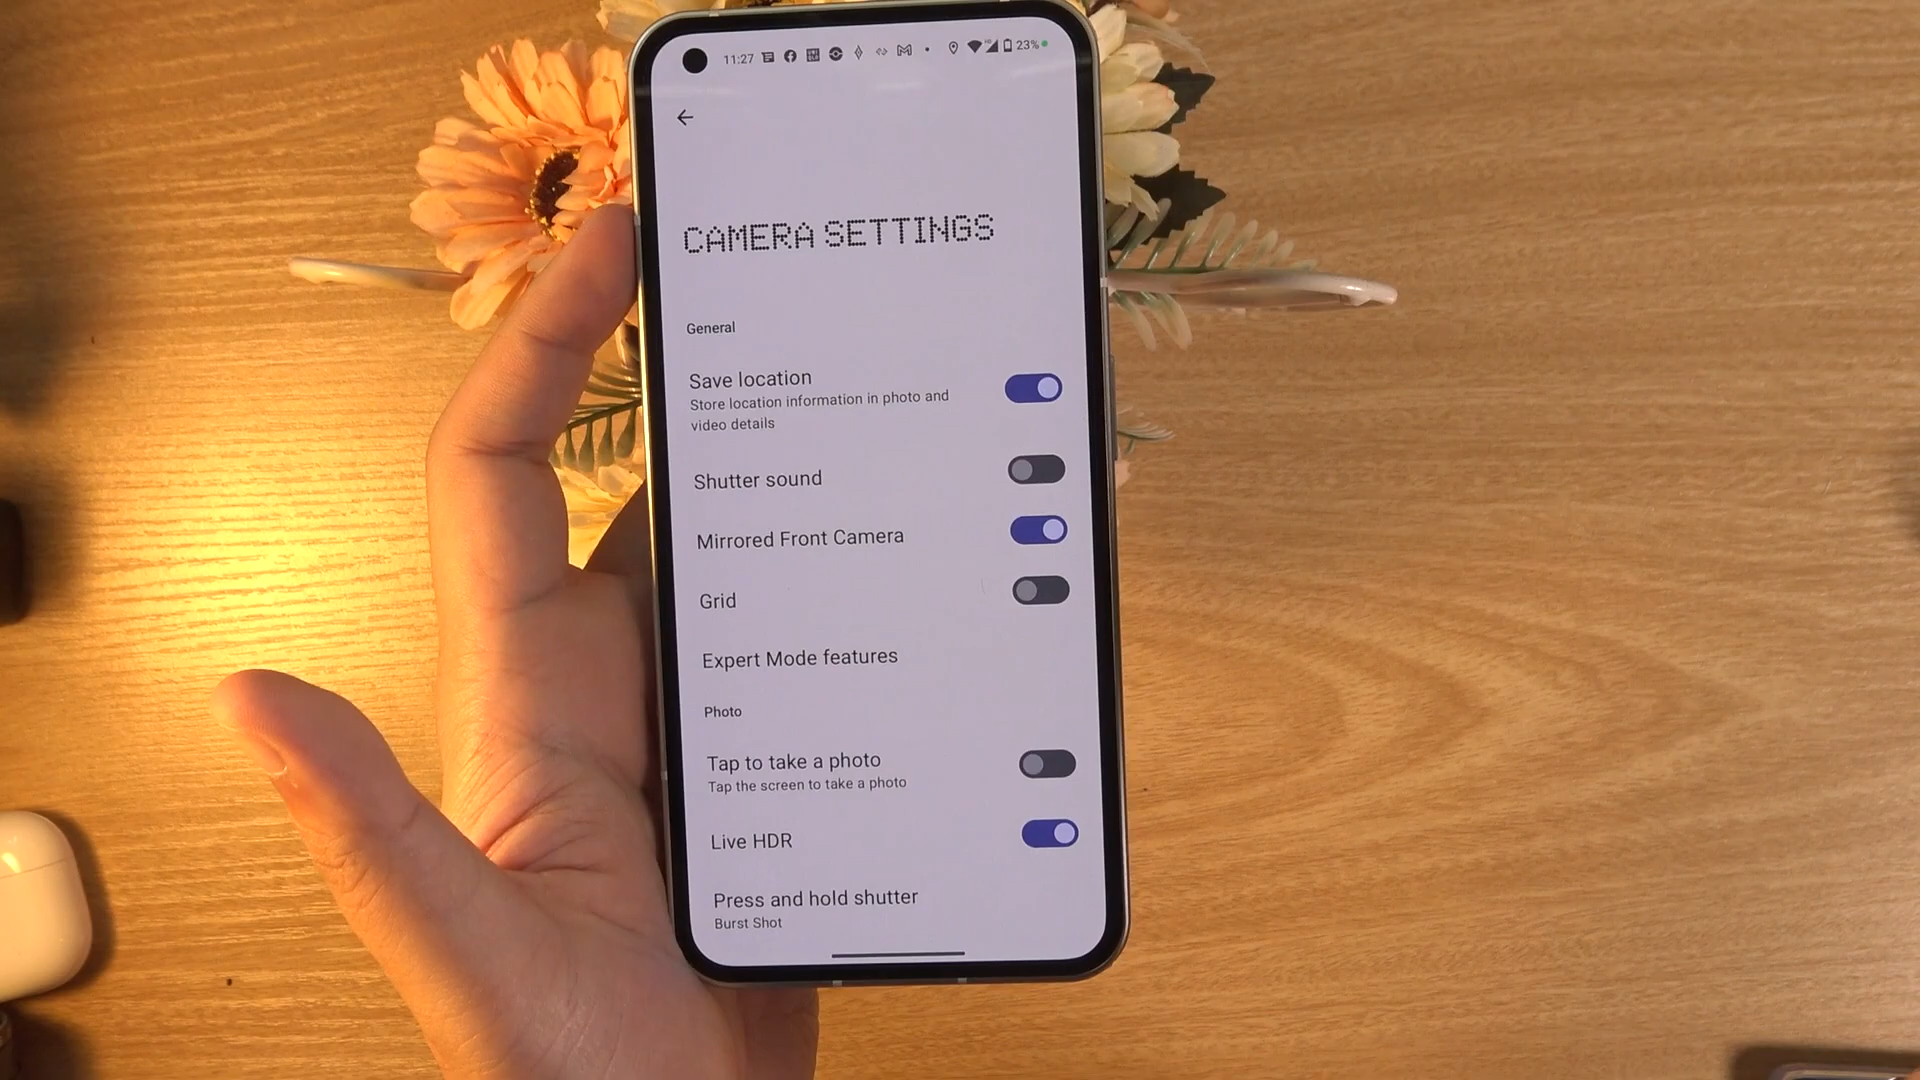 11:27 23%
CAMERA SETTINGS
General
Save location
Store location information in photo and
video details
Shutter sound
Mirrored Front Camera
Grid
Expert Mode features
Photo
Tap to take a photo
Tap the screen to take a photo
Live HDR
Press and hold shutter
Burst Shot